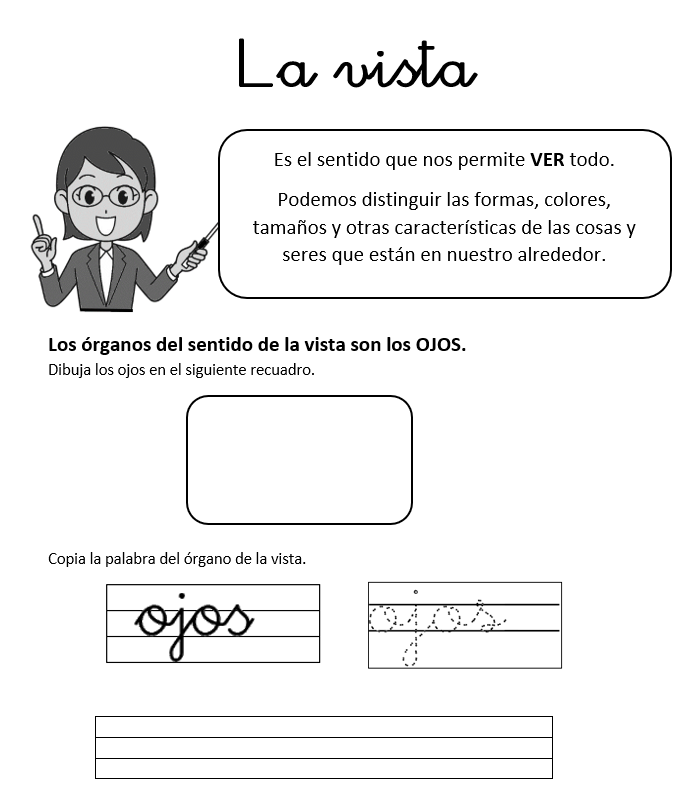 La vista
Es el sentido que nos permite VER todo.
Podemos distinguir las formas, colores,
tamaños y otras características de las cosas y
seres que están en nuestro alrededor.
Los órganos del sentido de la vista son los OJOS.
Dibuja los ojos en el siguiente recuadro.
Copia la palabra del órgano de la vista.
ojos ojos